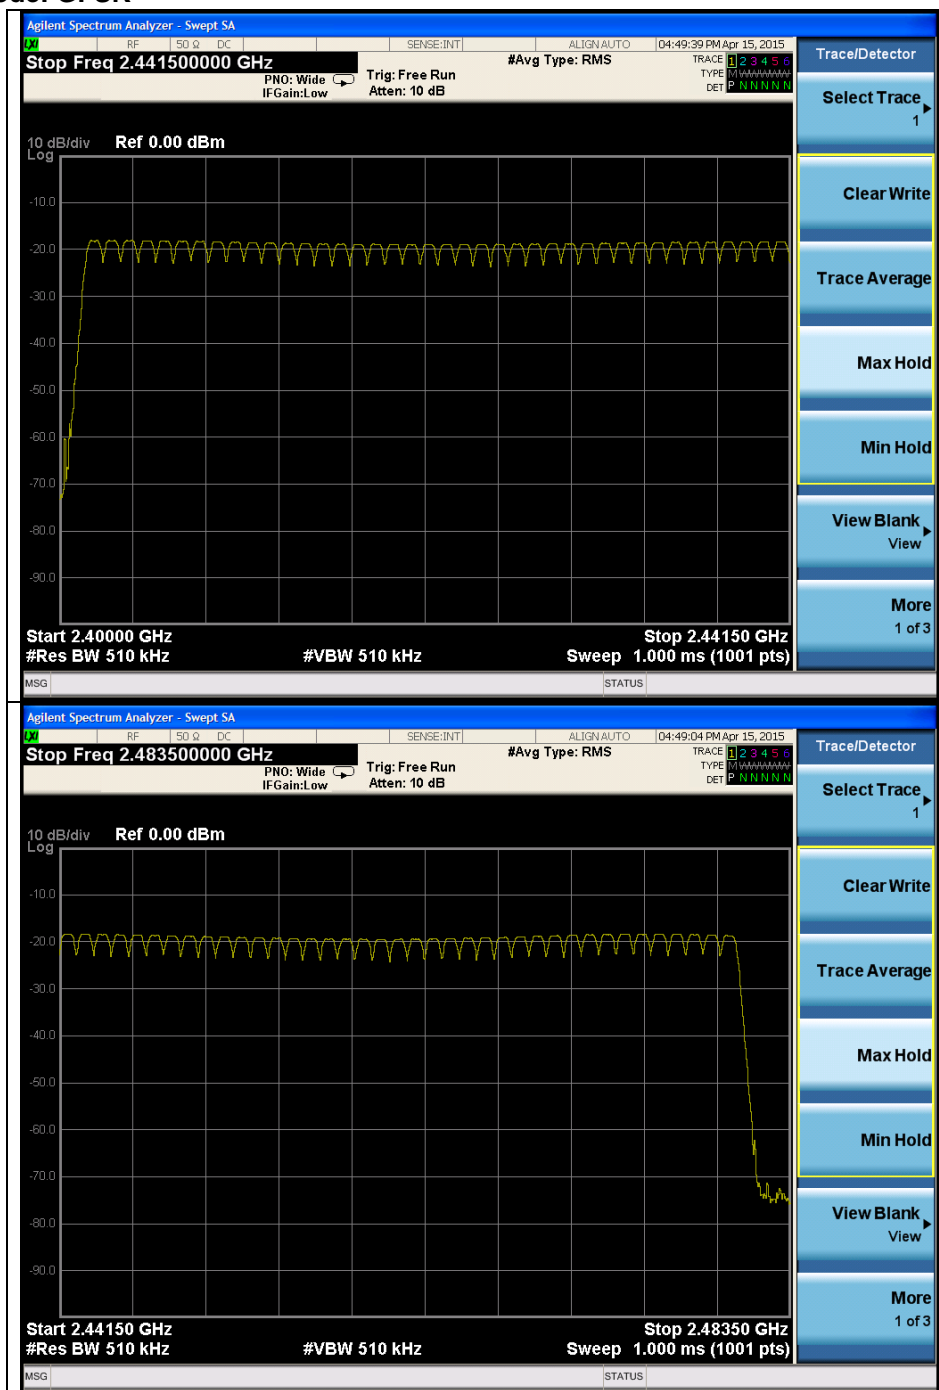 Agilent Spectrum Analyzer - Swept SA
LXI RF 50 Ω DC SENSE:INT ALIGN AUTO 04:49:39 PM Apr 15, 2015
Stop Freq 2.441500000 GHz
#Avg Type: RMS
TRACE 1 2 3 4 5 6
PNO: Wide
Trig: Free Run
TYPE M
IFGain:Low
Atten: 10 dB
DET P N N N N N
10 dB/div Ref 0.00 dBm
Log
-10.0
-20.0
-30.0
-40.0
-50.0
-60.0
-70.0
-80.0
-90.0
Start 2.40000 GHz Stop 2.44150 GHz
#Res BW 510 kHz #VBW 510 kHz Sweep 1.000 ms (1001 pts)
MSG STATUS
Trace/Detector
Select Trace
1
Clear Write
Trace Average
Max Hold
Min Hold
View Blank
View
More
1 of 3
Agilent Spectrum Analyzer - Swept SA
LXI RF 50 Ω DC SENSE:INT ALIGN AUTO 04:49:04 PM Apr 15, 2015
Stop Freq 2.483500000 GHz
#Avg Type: RMS
TRACE 1 2 3 4 5 6
PNO: Wide
Trig: Free Run
TYPE M
IFGain:Low
Atten: 10 dB
DET P N N N N N
10 dB/div Ref 0.00 dBm
Log
-10.0
-20.0
-30.0
-40.0
-50.0
-60.0
-70.0
-80.0
-90.0
Start 2.44150 GHz Stop 2.48350 GHz
#Res BW 510 kHz #VBW 510 kHz Sweep 1.000 ms (1001 pts)
MSG STATUS
Trace/Detector
Select Trace
1
Clear Write
Trace Average
Max Hold
Min Hold
View Blank
View
More
1 of 3